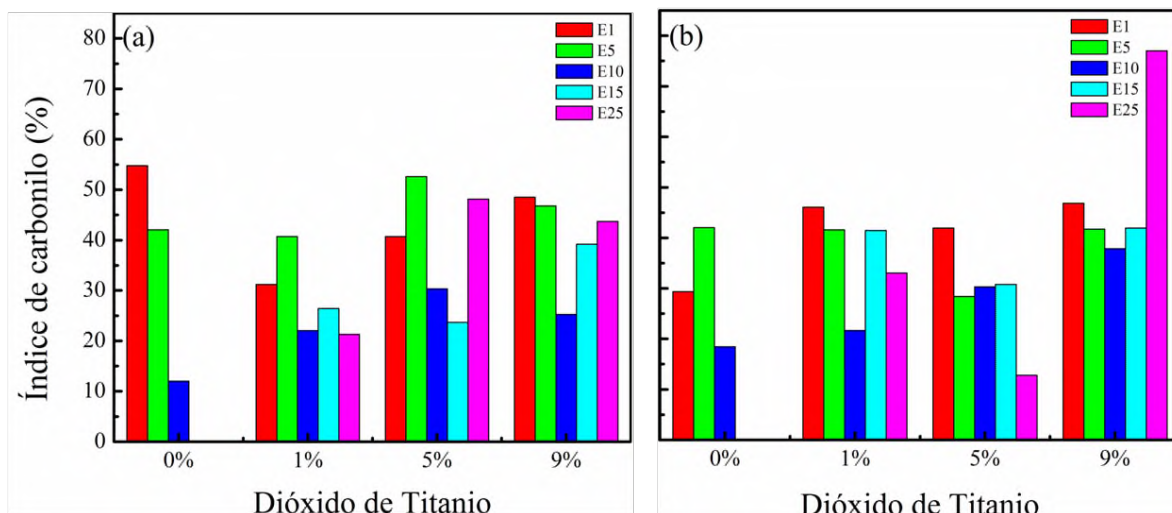 (a)
E1
E5
E10
E15
E25
Índice de carbonilo (%)
80
70
60
50
40
30
20
10
0
0%
1%
5%
9%
Dióxido de Titanio
(b)
E1
E5
E10
E15
E25
0%
1%
5%
9%
Dióxido de Titanio